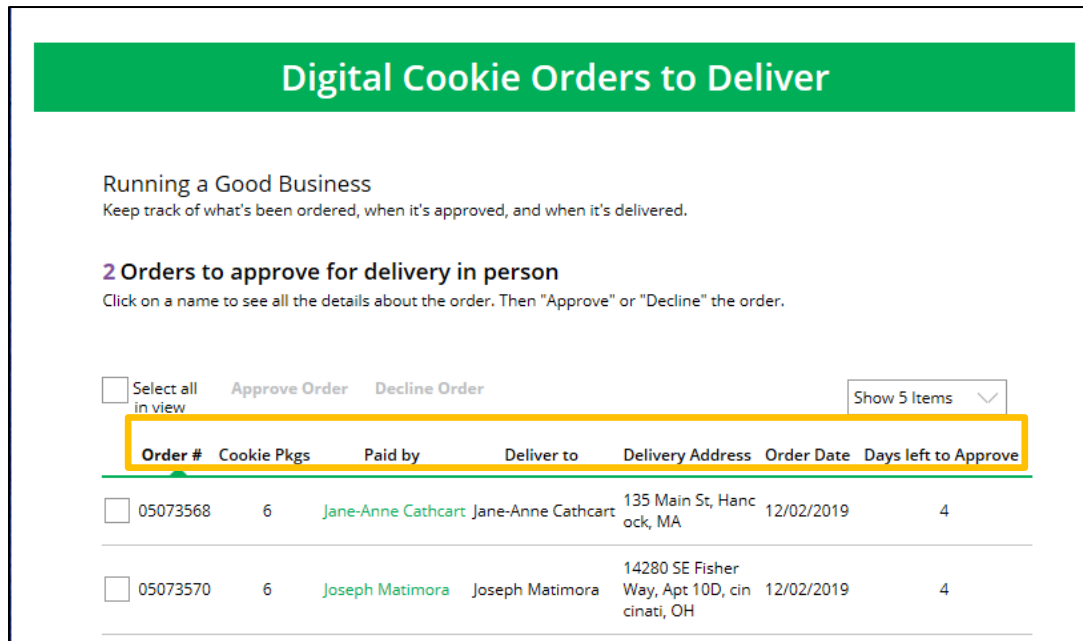 Digital Cookie Orders to Deliver
Running a Good Business
Keep track of what's been ordered, when it's approved, and when it's delivered.
2 Orders to approve for delivery in person
Click on a name to see all the details about the order. Then "Approve" or "Decline" the order.
Select all Approve Order Decline Order Show 5 Items
in view
Order # Cookie Pkgs Paid by Deliver to Delivery Address Order Date Days left to Approve
135 Main St, Hanc
05073568 6 Jane-Anne Cathcart Jane-Anne Cathcart 12/02/2019 4
ock, MA
14280 SE Fisher
05073570 6 Joseph Matimora Joseph Matimora Way, Apt 10D, cin 12/02/2019 4
cinati, OH